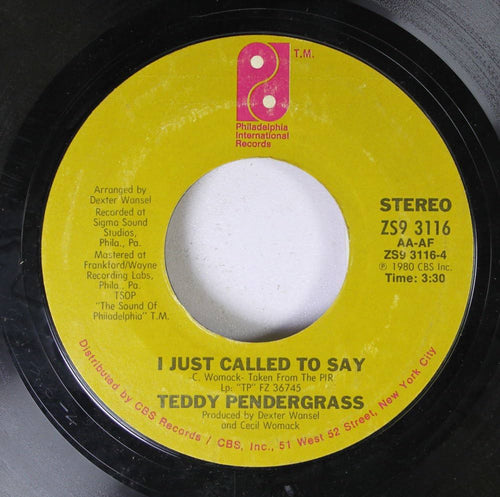 T.M.
Philadelphia
International
Records
Arranged by
Dexter Wansel
Recorded at
Sigma Sound
Studios,
Phila., Pa.
Mastered at
Frankford/Wayne
Recording Labs,
Phila., Pa.
TSOP
"The Sound Of
Philadelphia" T.M.
STEREO
ZS9 3116
AA-AF
ZS9 3116-4
℗ 1980 CBS Inc.
Time: 3:30
I JUST CALLED TO SAY
-C. Womack- Taken From The PIR
Lp: "TP" FZ 36745
TEDDY PENDERGRASS
Produced by Dexter Wansel
and Cecil Womack
Distributed by CBS Records / CBS, Inc., 51 West 52 Street, New York City